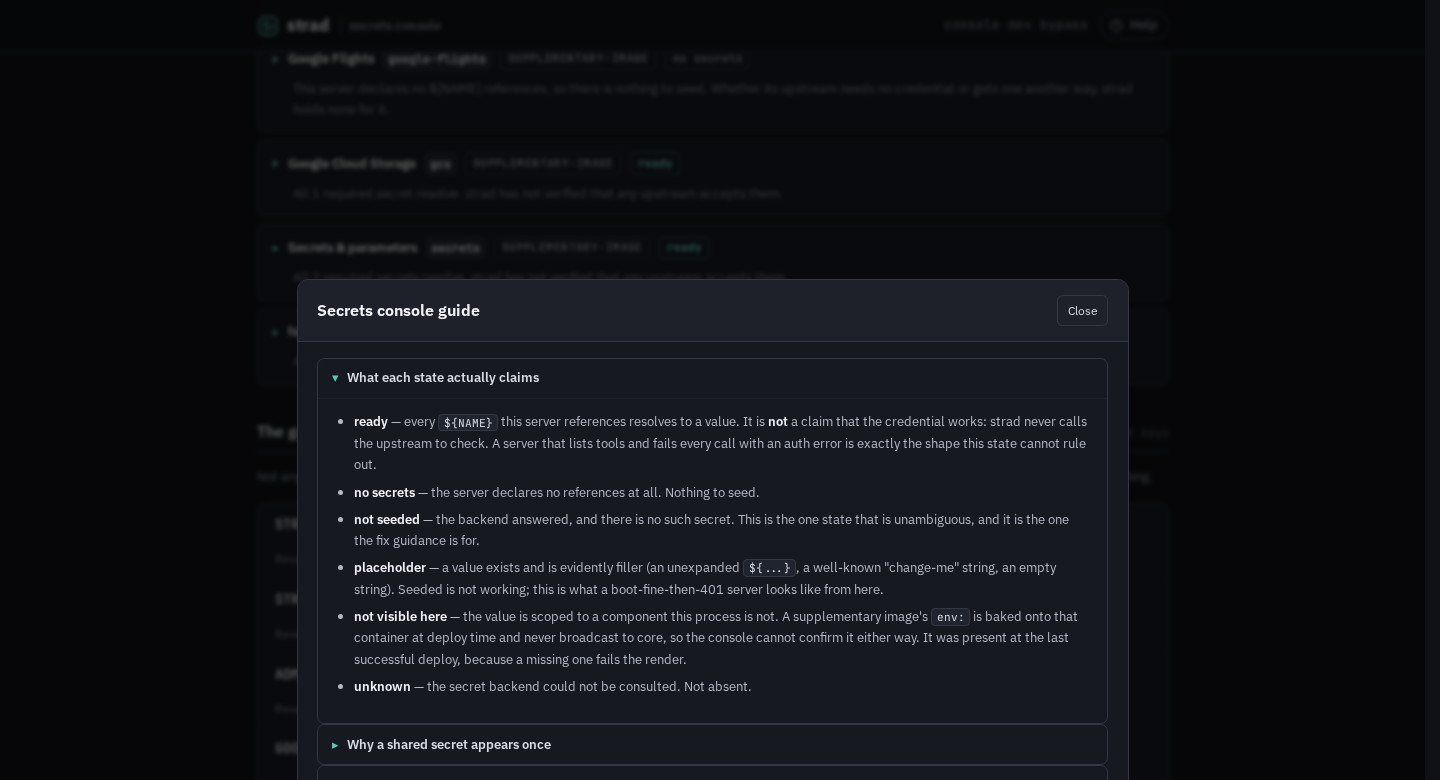 strad secrets console console dev bypass Help
Google Flights google-flights SUPPLIMENTARY-IMAGE no secrets
This server declares no ${NAME} references, so there is nothing to seed. Whether its upstream needs no credential or gets one another way, strad
holds none for it.
Google Cloud Storage gcs SUPPLIMENTARY-IMAGE ready
All 1 required secret resolve. strad has not verified that any upstream accepts them.
Secrets & parameters secrets SUPPLIMENTARY-IMAGE ready
Secrets console guide Close
▾ What each state actually claims
• ready — every ${NAME} this server references resolves to a value. It is not a claim that the credential works: strad never calls
the upstream to check. A server that lists tools and fails every call with an auth error is exactly the shape this state cannot rule
out.
• no secrets — the server declares no references at all. Nothing to seed.
• not seeded — the backend answered, and there is no such secret. This is the one state that is unambiguous, and it is the one
the fix guidance is for.
• placeholder — a value exists and is evidently filler (an unexpanded ${...}, a well-known "change-me" string, an empty
string). Seeded is not working; this is what a boot-fine-then-401 server looks like from here.
• not visible here — the value is scoped to a component this process is not. A supplementary image's env: is baked onto that
container at deploy time and never broadcast to core, so the console cannot confirm it either way. It was present at the last
successful deploy, because a missing one fails the render.
• unknown — the secret backend could not be consulted. Not absent.
▸ Why a shared secret appears once